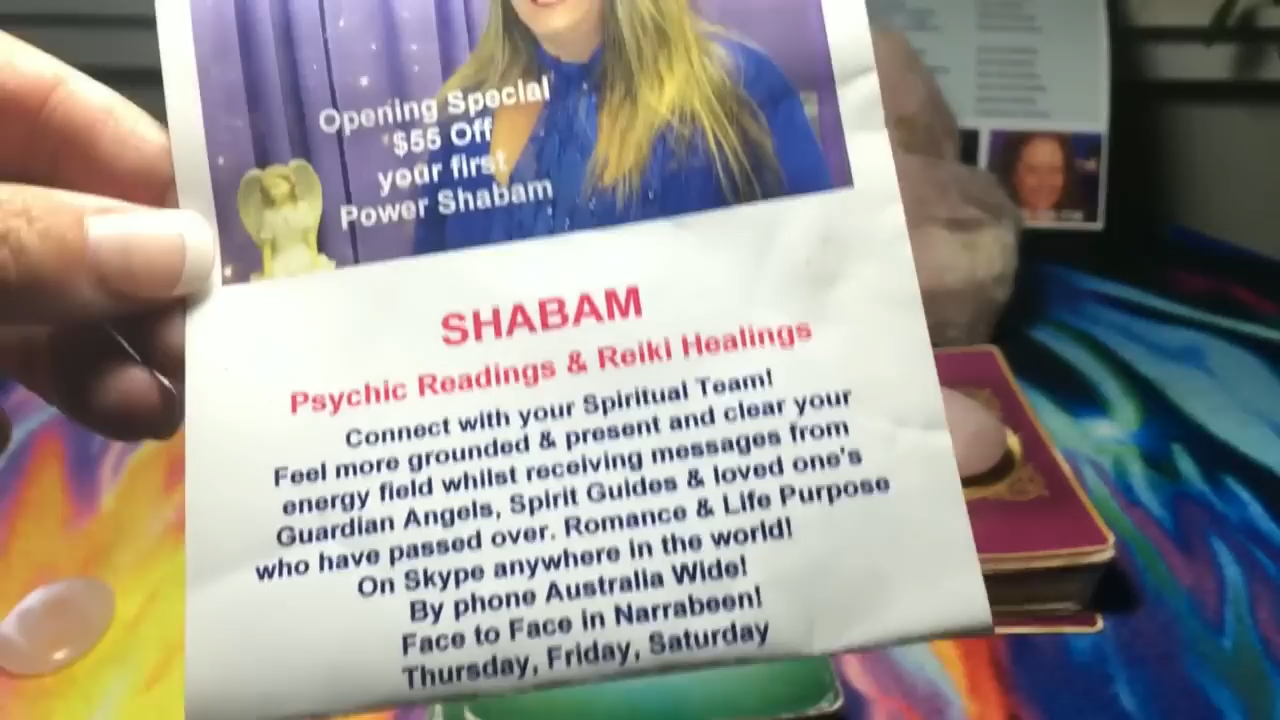 Opening Special
$55 Off
your first
Power Shabam
SHABAM
Psychic Readings & Reiki Healings
Connect with your Spiritual Team!
Feel more grounded & present and clear your
energy field whilst receiving messages from
Guardian Angels, Spirit Guides & loved one's
who have passed over. Romance & Life Purpose
On Skype anywhere in the world!
By phone Australia Wide!
Face to Face in Narrabeen!
Thursday, Friday, Saturday